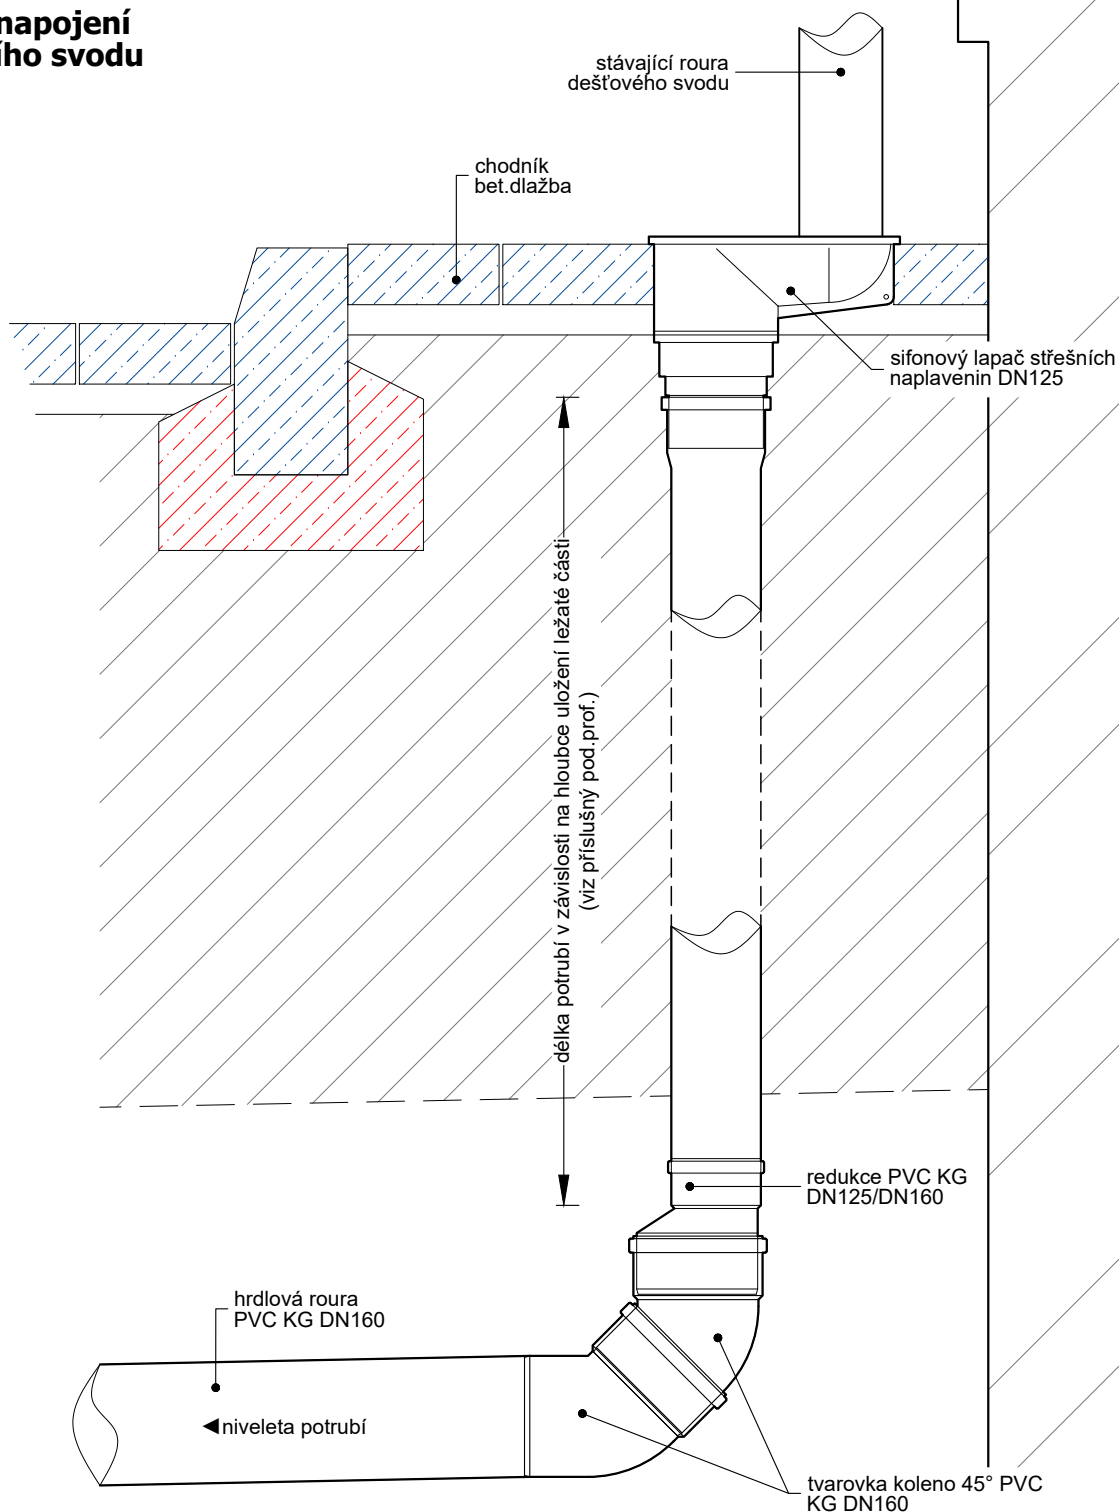 napojení
ího svodu
stávající roura
dešťového svodu
chodník
bet.dlažba
sifonový lapač střešních
naplavenin DN125
délka potrubí v závislosti na hloubce uložení ležaté části
(viz příslušný pod.prof.)
redukce PVC KG
DN125/DN160
hrdlová roura
PVC KG DN160
niveleta potrubí
tvarovka koleno 45° PVC
KG DN160